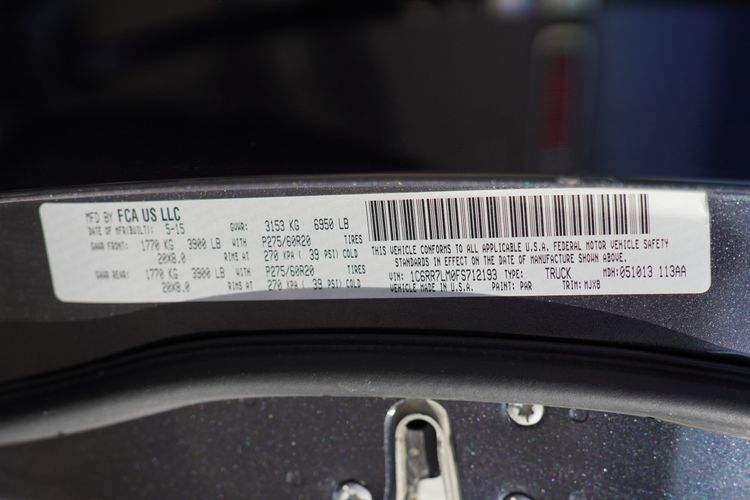 MFD BY FCA US LLC
DATE OF MFR(BUILT): 5-15 GVWR: 3153 KG 6950 LB
GAWR FRONT: 1770 KG 3900 LB WITH P275/60R20 TIRES
20X8.0 RIMS AT 270 KPA ( 39 PSI) COLD
GAWR REAR: 1770 KG 3900 LB WITH P275/60R20 TIRES
20X8.0 RIMS AT 270 KPA ( 39 PSI) COLD
THIS VEHICLE CONFORMS TO ALL APPLICABLE U.S.A. FEDERAL MOTOR VEHICLE SAFETY
STANDARDS IN EFFECT ON THE DATE OF MANUFACTURE SHOWN ABOVE.
VIN: 1C6RR7LM0FS712193 TYPE: TRUCK MDH:051013 113AA
VEHICLE MADE IN U.S.A. PAINT: PAR TRIM: MJX8